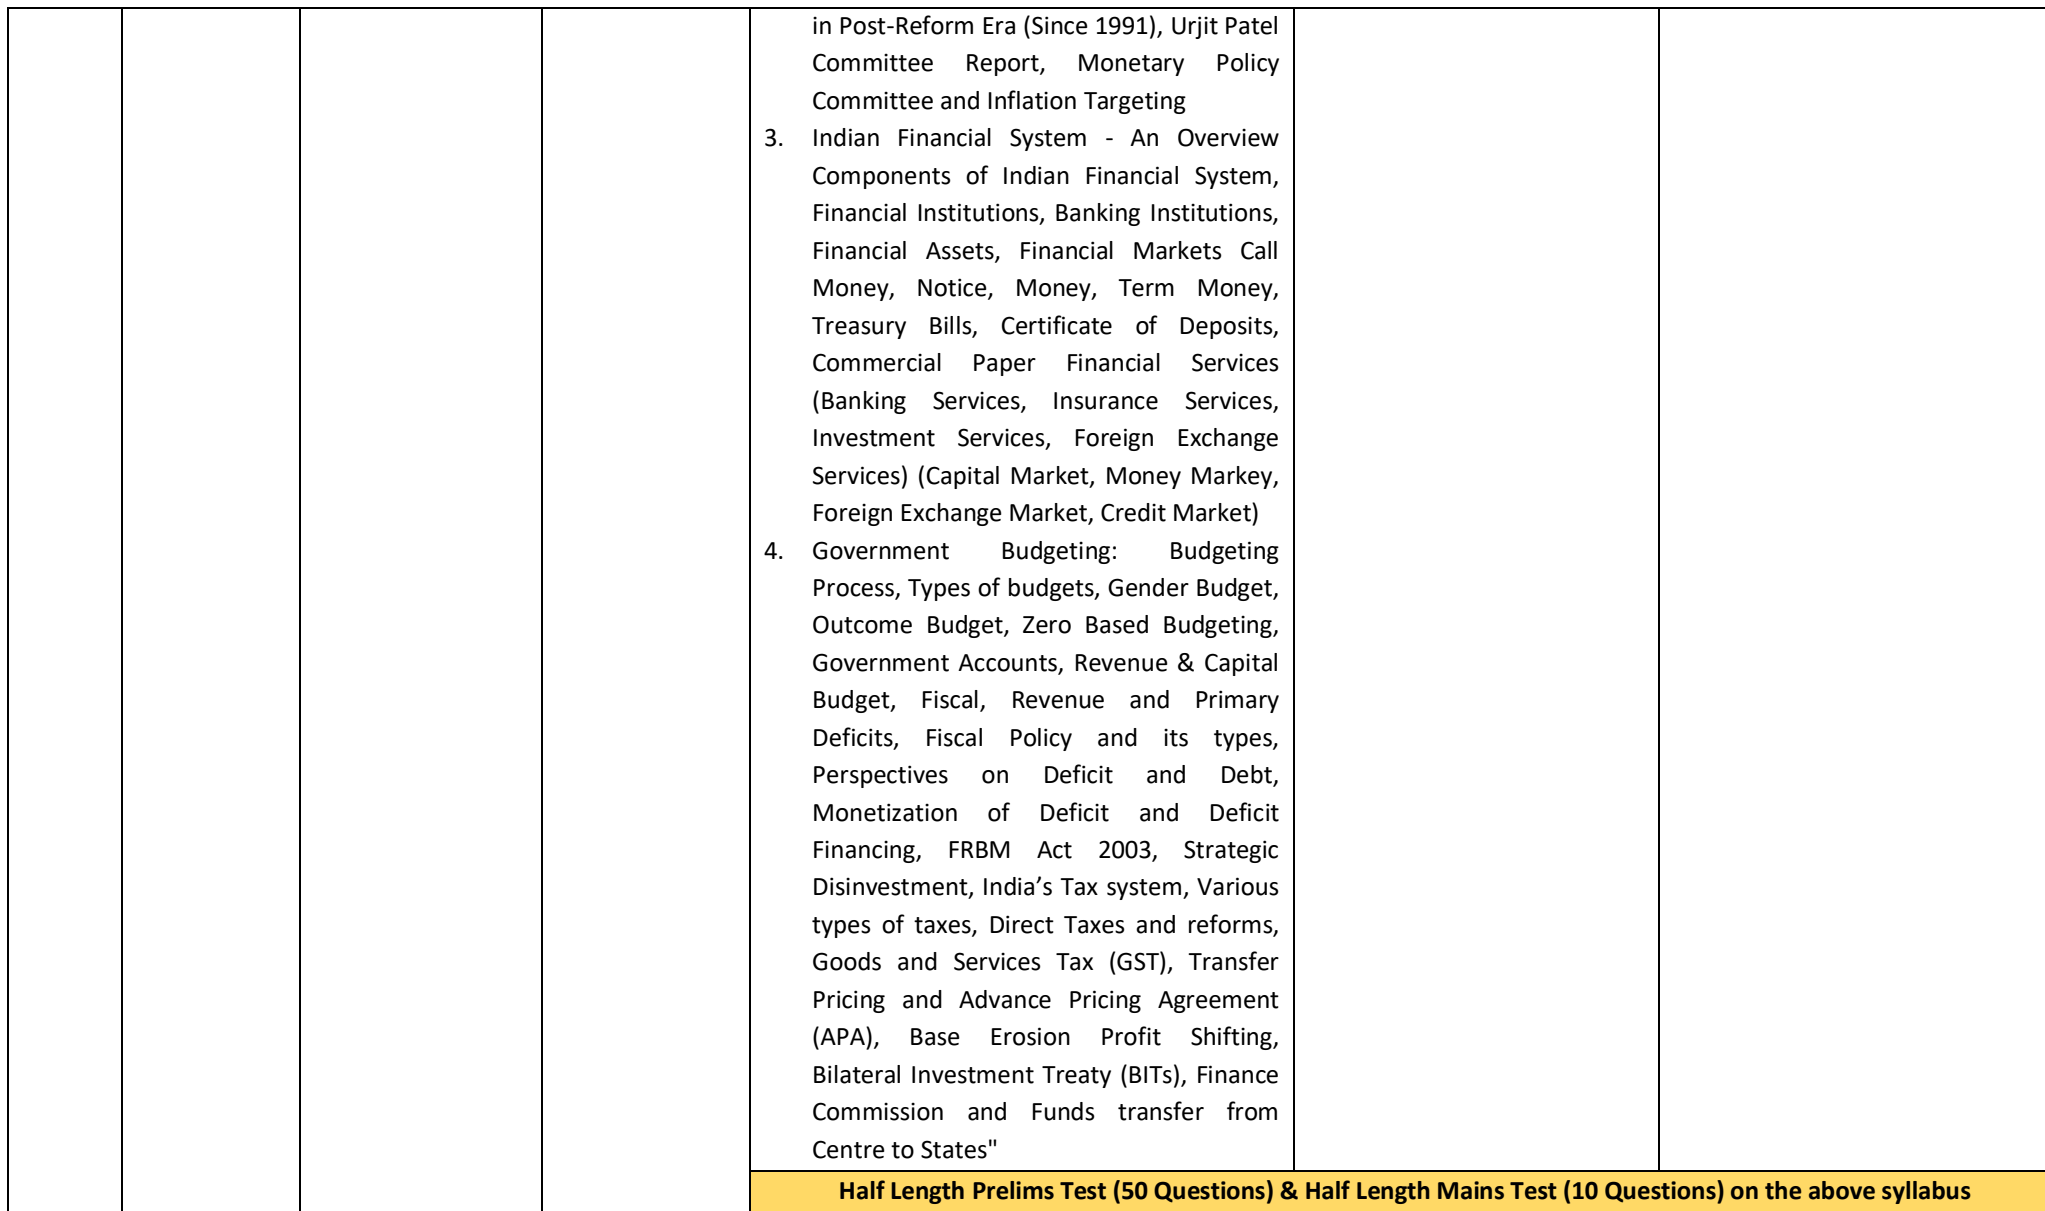 in Post-Reform Era (Since 1991), Urjit Patel
Committee Report, Monetary Policy
Committee and Inflation Targeting
3. Indian Financial System - An Overview
Components of Indian Financial System,
Financial Institutions, Banking Institutions,
Financial Assets, Financial Markets Call
Money, Notice, Money, Term Money,
Treasury Bills, Certificate of Deposits,
Commercial Paper Financial Services
(Banking Services, Insurance Services,
Investment Services, Foreign Exchange
Services) (Capital Market, Money Markey,
Foreign Exchange Market, Credit Market)
4. Government Budgeting: Budgeting
Process, Types of budgets, Gender Budget,
Outcome Budget, Zero Based Budgeting,
Government Accounts, Revenue & Capital
Budget, Fiscal, Revenue and Primary
Deficits, Fiscal Policy and its types,
Perspectives on Deficit and Debt,
Monetization of Deficit and Deficit
Financing, FRBM Act 2003, Strategic
Disinvestment, India’s Tax system, Various
types of taxes, Direct Taxes and reforms,
Goods and Services Tax (GST), Transfer
Pricing and Advance Pricing Agreement
(APA), Base Erosion Profit Shifting,
Bilateral Investment Treaty (BITs), Finance
Commission and Funds transfer from
Centre to States"
Half Length Prelims Test (50 Questions) & Half Length Mains Test (10 Questions) on the above syllabus